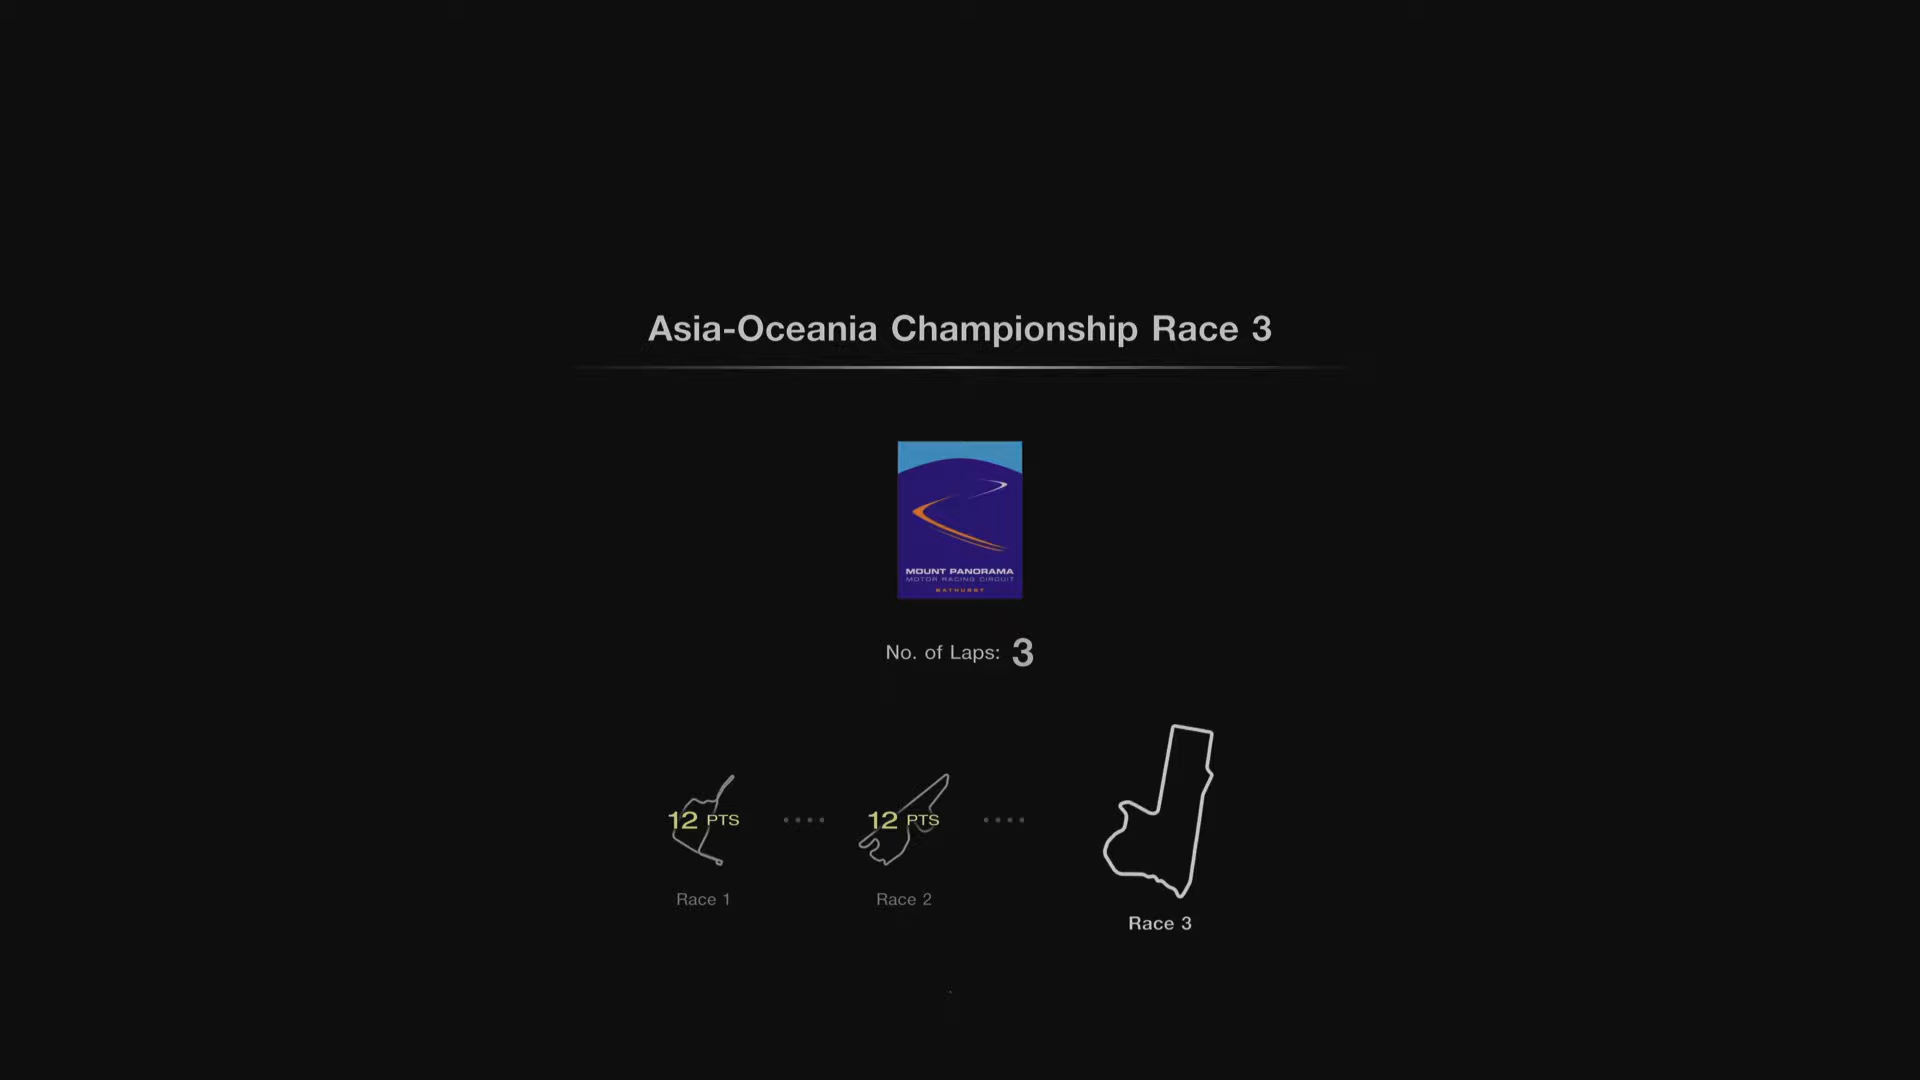 Asia-Oceania Championship Race 3
MOUNT PANORAMA
MOTOR RACING CIRCUIT
BATHURST
No. of Laps: 3
12 PTS
12 PTS
Race 1
Race 2
Race 3